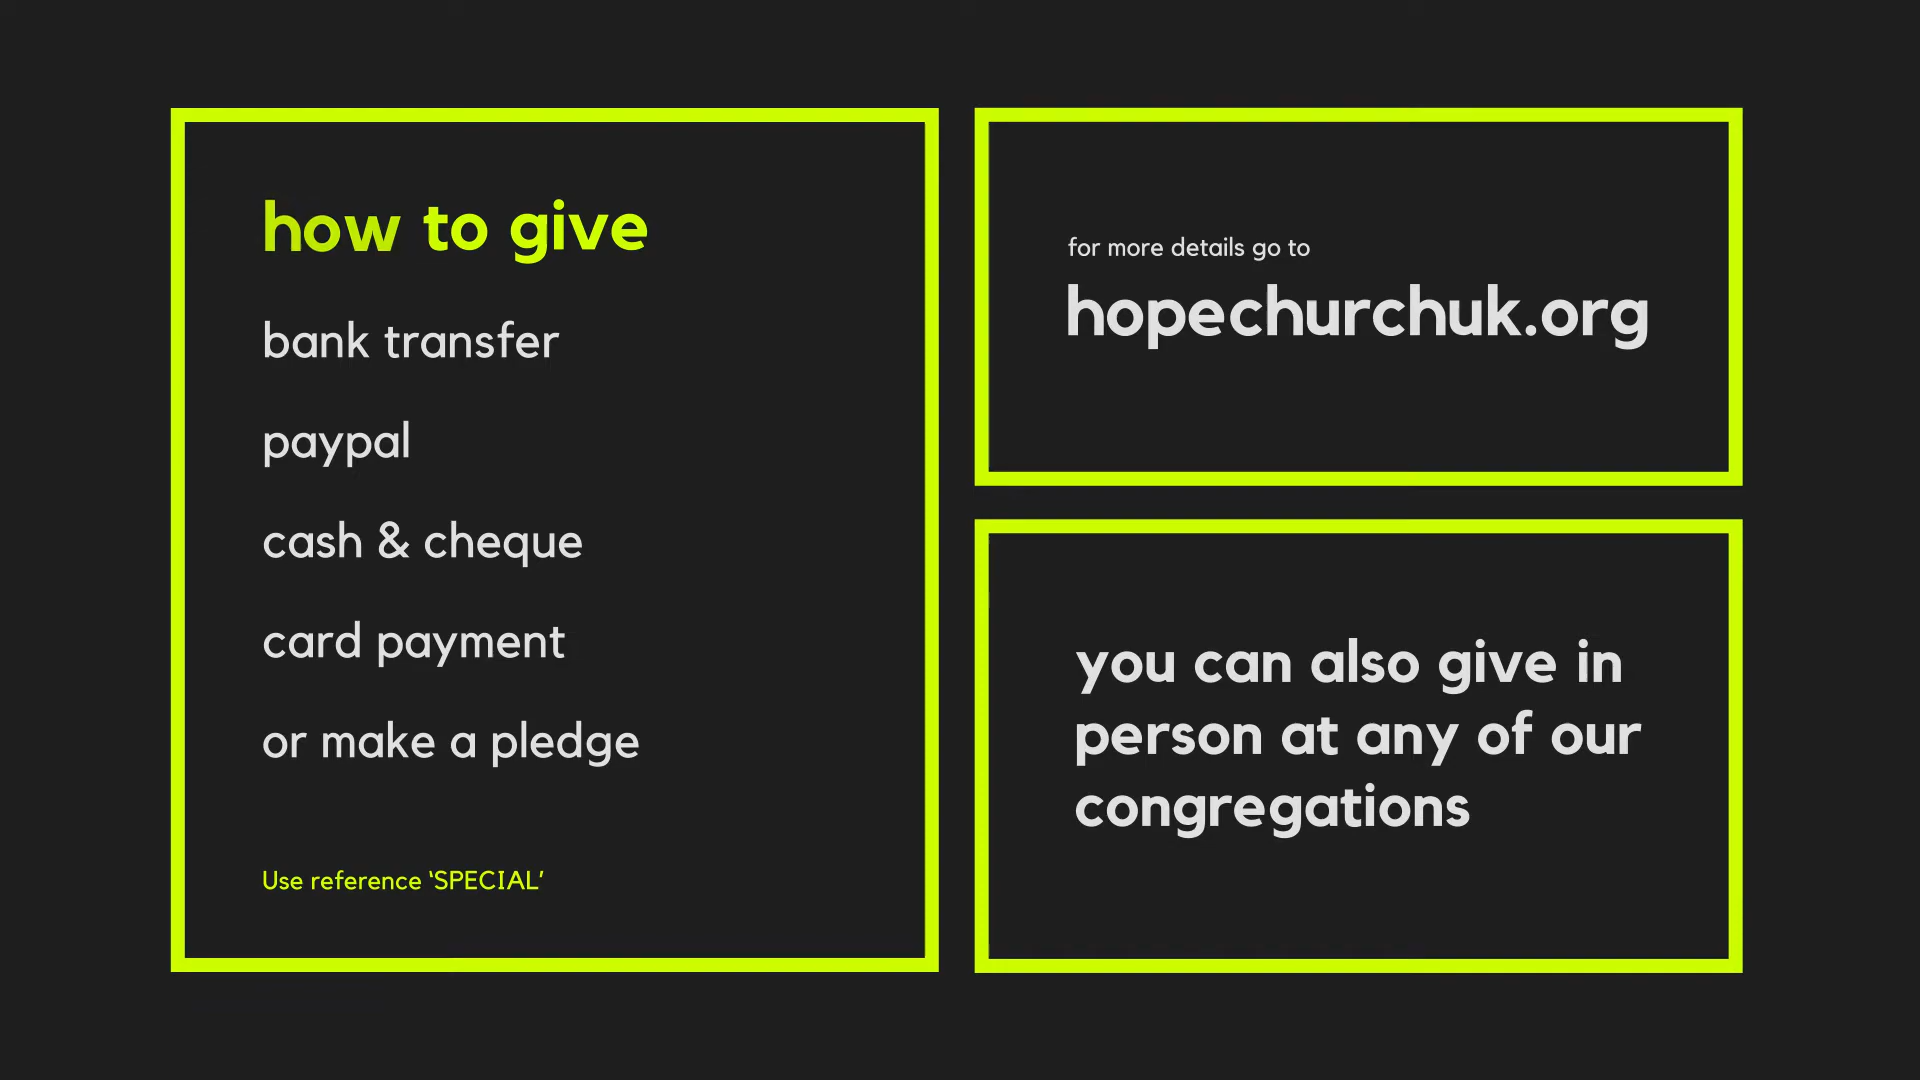 how to give
bank transfer
paypal
cash & cheque
card payment
or make a pledge
Use reference ‘SPECIAL’
for more details go to
hopechurchuk.org
you can also give in
person at any of our
congregations